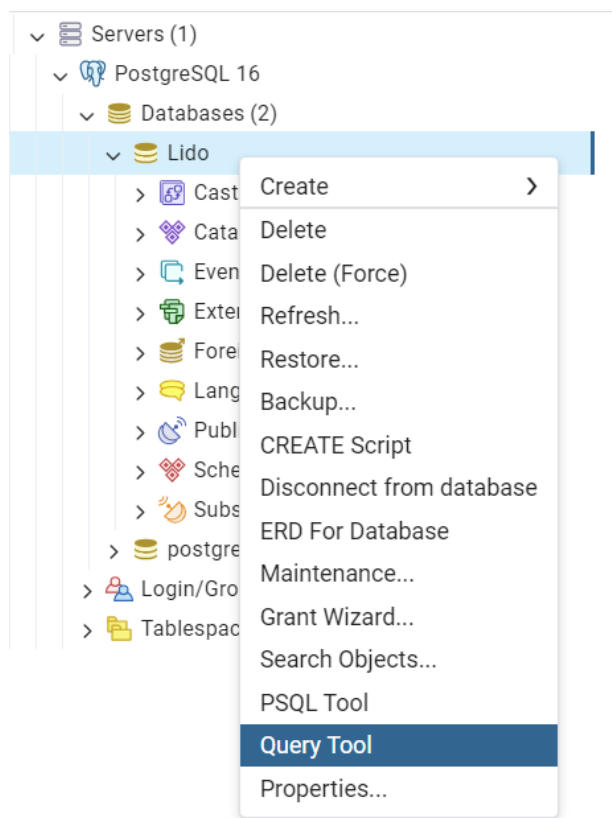 Servers (1)
PostgreSQL 16
Databases (2)
Lido
Cast
Cata
Even
Exter
Forei
Lang
Publ
Sche
Subs
postgre
Login/Gro
Tablespac
Create
Delete
Delete (Force)
Refresh...
Restore...
Backup...
CREATE Script
Disconnect from database
ERD For Database
Maintenance...
Grant Wizard...
Search Objects...
PSQL Tool
Query Tool
Properties...